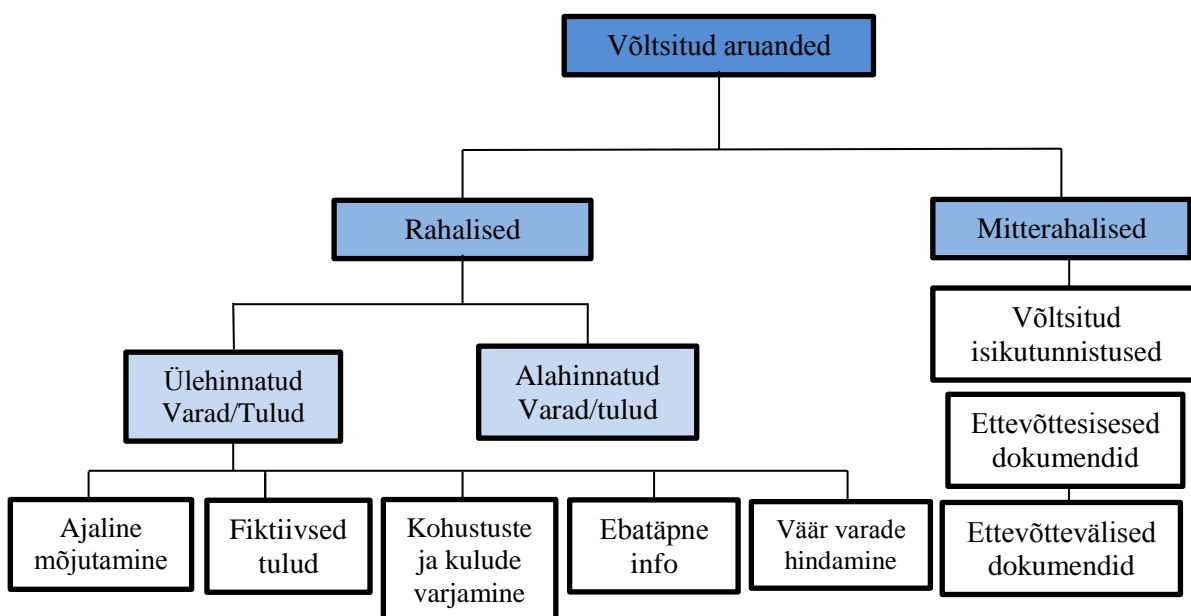 Võltsitud aruanded
Rahalised
Mitterahalised
Võltsitud
isikutunnistused
Ülehinnatud
Varad/Tulud
Alahinnatud
Varad/tulud
Ettevõttesisesed
dokumendid
Ajaline
mõjutamine
Fiktiivsed
tulud
Kohustuste
ja kulude
varjamine
Ebatäpne
info
Väär varade
hindamine
Ettevõttevälised
dokumendid